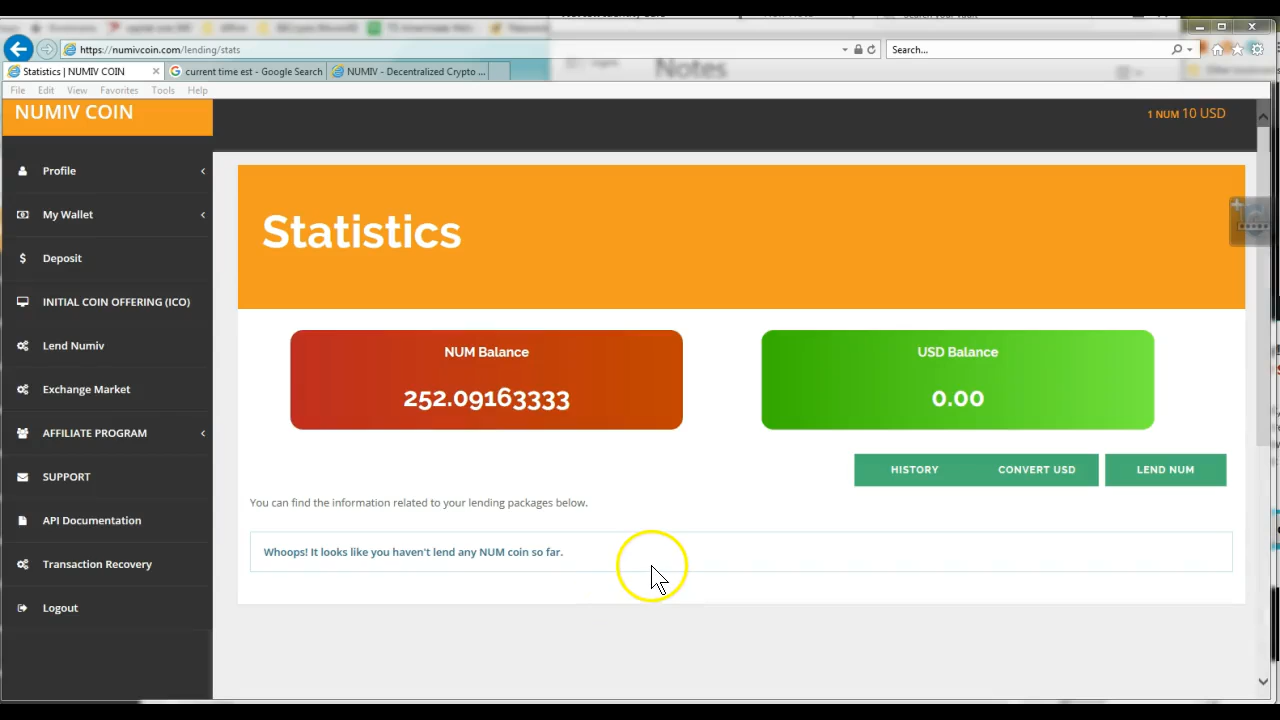 Notes
https://numivcoin.com/lending/stats
Search...
Statistics | NUMIV COIN
current time est - Google Search
NUMIV - Decentralized Crypto ...
File Edit View Favorites Tools Help
NUMIV COIN
1 NUM 10 USD
Profile
My Wallet
Deposit
INITIAL COIN OFFERING (ICO)
Lend Numiv
Exchange Market
AFFILIATE PROGRAM
SUPPORT
API Documentation
Transaction Recovery
Logout
Statistics
NUM Balance
252.09163333
USD Balance
0.00
HISTORY
CONVERT USD
LEND NUM
You can find the information related to your lending packages below.
Whoops! It looks like you haven't lend any NUM coin so far.